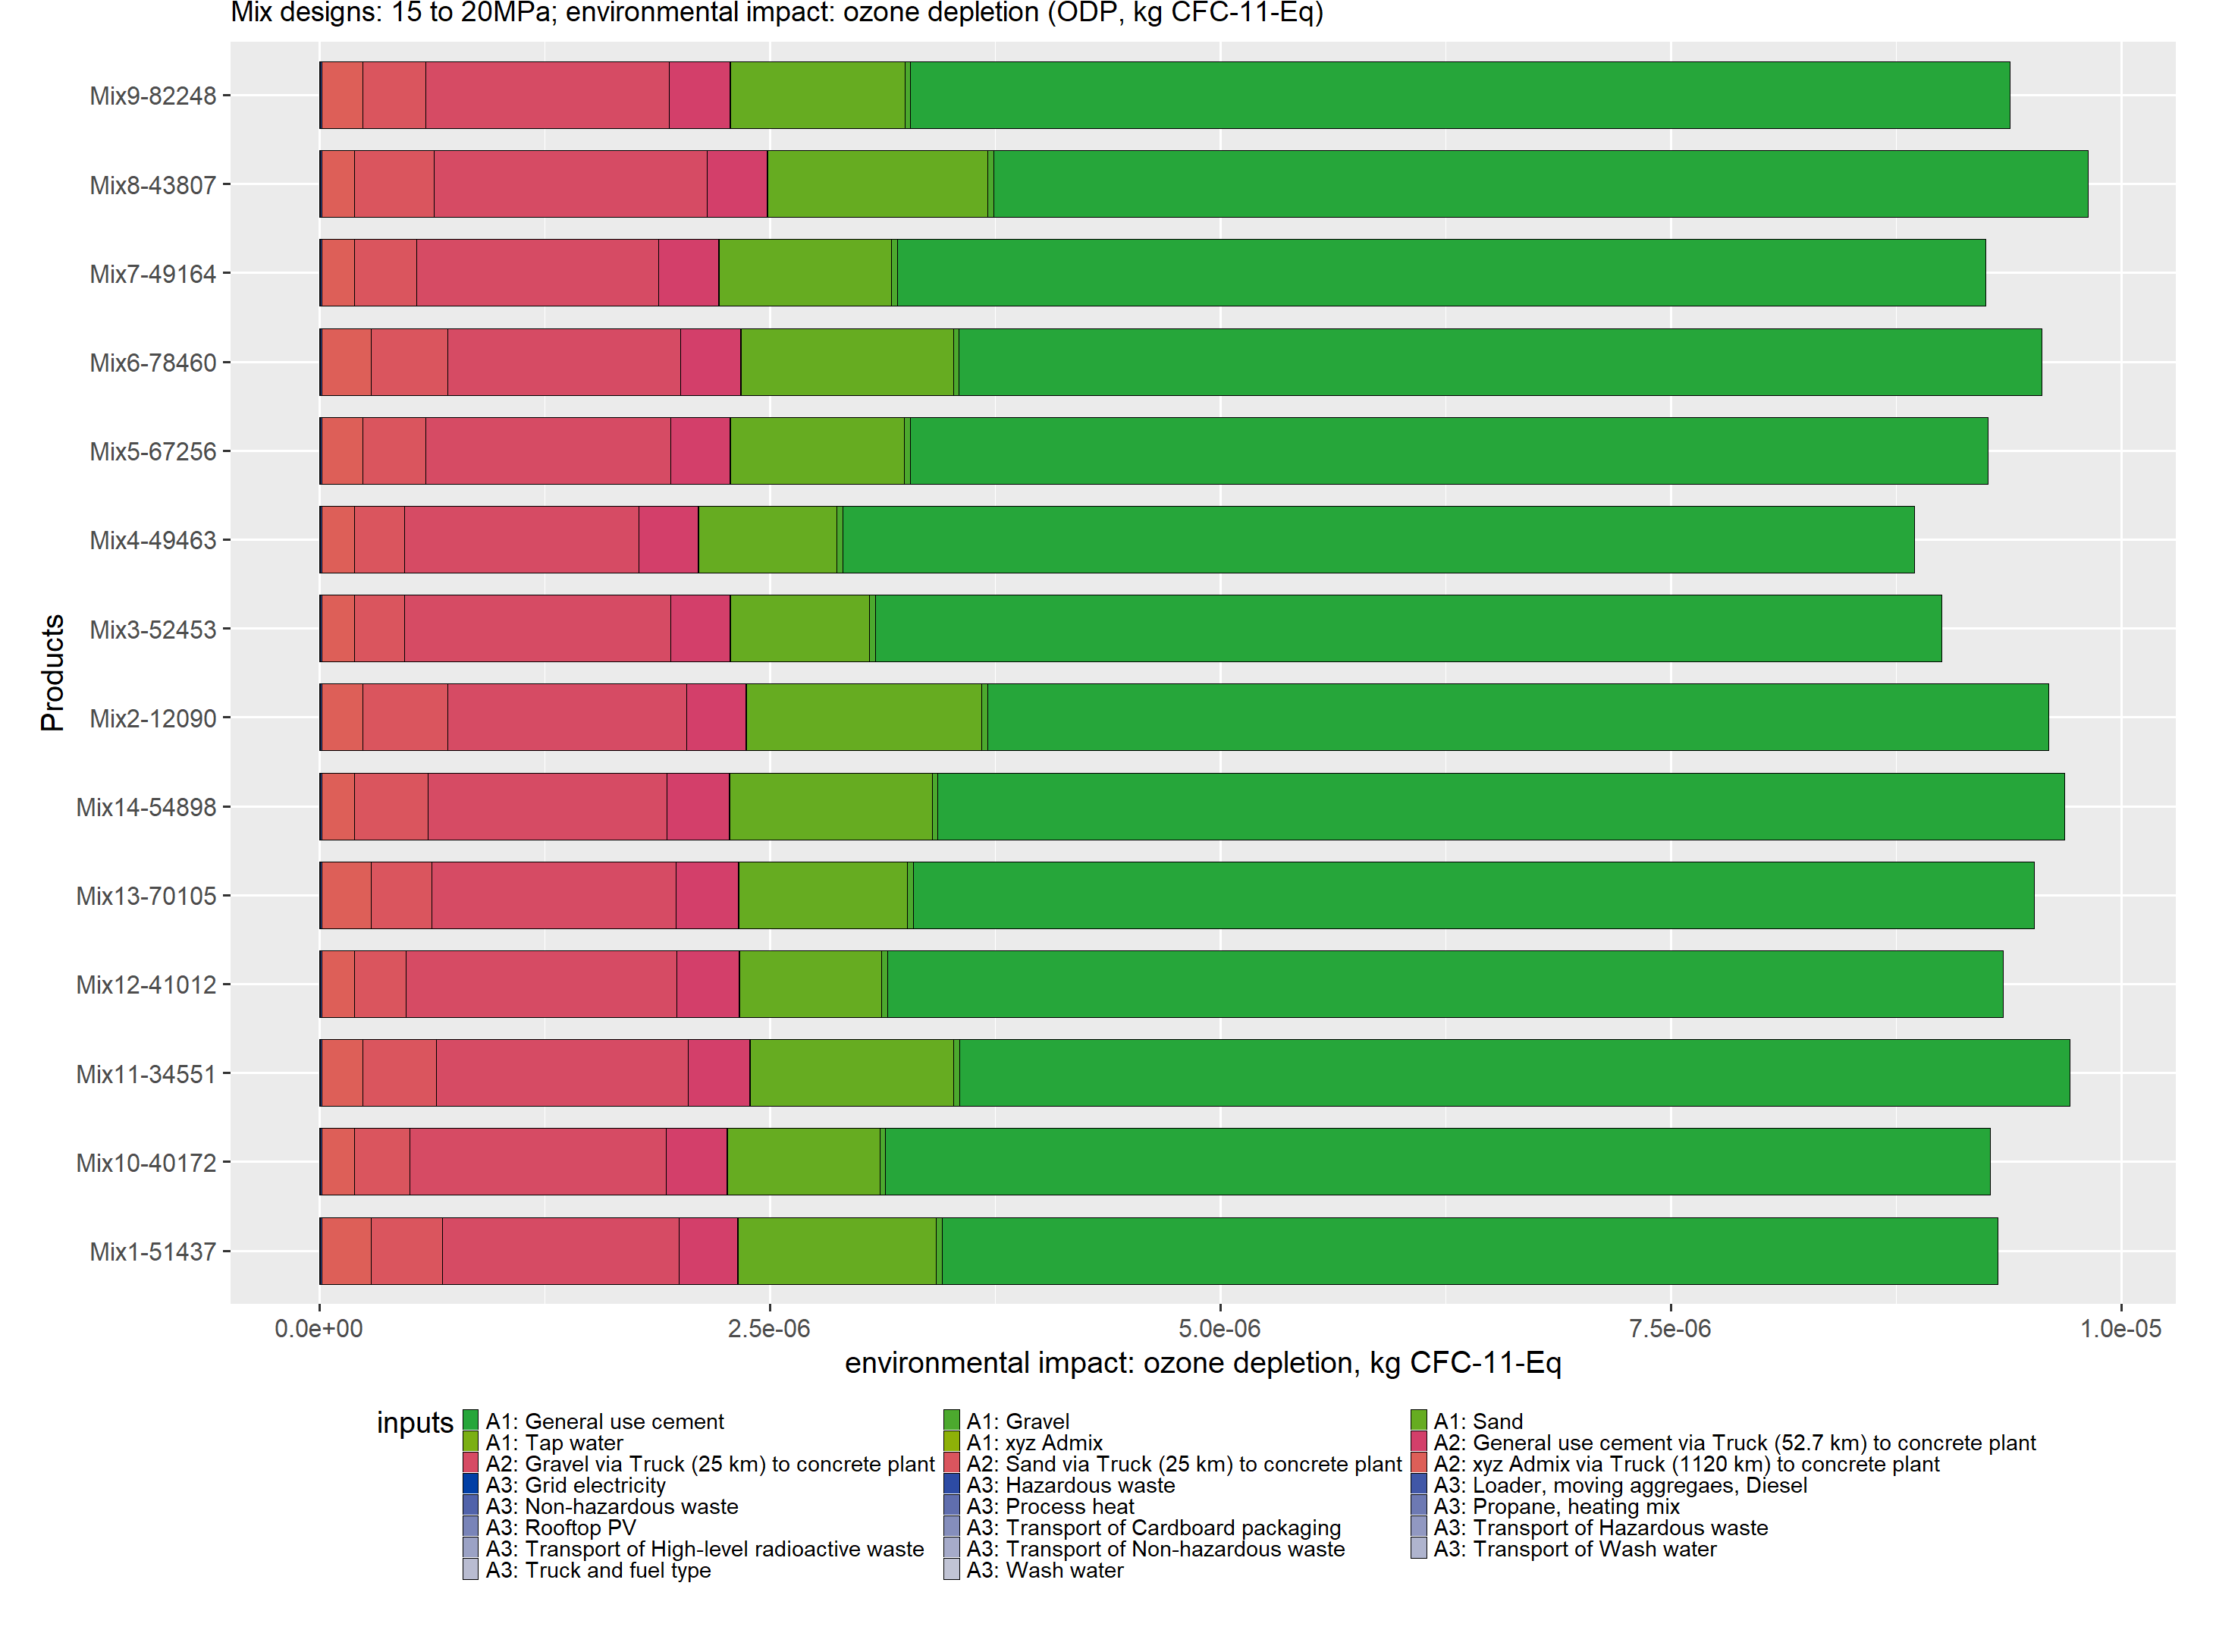 Mix designs: 15 to 20MPa; environmental impact: ozone depletion (ODP, kg CFC-11-Eq)
Products
Mix9-82248
Mix8-43807
Mix7-49164
Mix6-78460
Mix5-67256
Mix4-49463
Mix3-52453
Mix2-12090
Mix14-54898
Mix13-70105
Mix12-41012
Mix11-34551
Mix10-40172
Mix1-51437
0.0e+00 2.5e-06 5.0e-06 7.5e-06 1.0e-05
environmental impact: ozone depletion, kg CFC-11-Eq
inputs
A1: General use cement A1: Gravel A1: Sand
A1: Tap water A1: xyz Admix A2: General use cement via Truck (52.7 km) to concrete plant
A2: Gravel via Truck (25 km) to concrete plant A2: Sand via Truck (25 km) to concrete plant A2: xyz Admix via Truck (1120 km) to concrete plant
A3: Grid electricity A3: Hazardous waste A3: Loader, moving aggregaes, Diesel
A3: Non-hazardous waste A3: Process heat A3: Propane, heating mix
A3: Rooftop PV A3: Transport of Cardboard packaging A3: Transport of Hazardous waste
A3: Transport of High-level radioactive waste A3: Transport of Non-hazardous waste A3: Transport of Wash water
A3: Truck and fuel type A3: Wash water